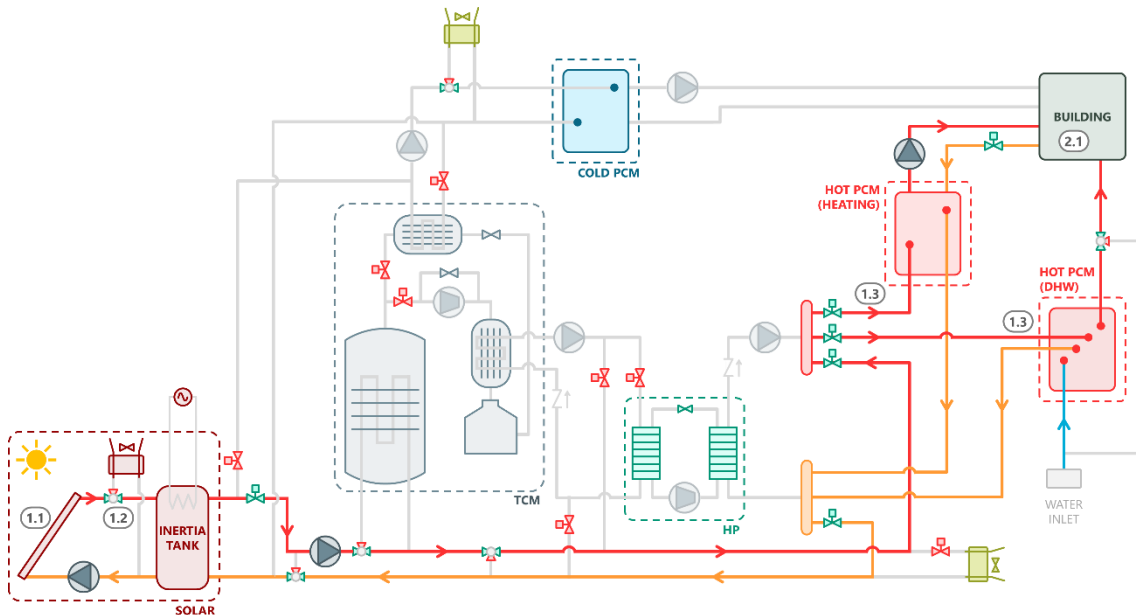 BUILDING
2.1
COLD PCM
HOT PCM
(HEATING)
HOT PCM
(DHW)
1.3
1.3
TCM
HP
WATER
INLET
1.1
1.2
INERTIA
TANK
SOLAR